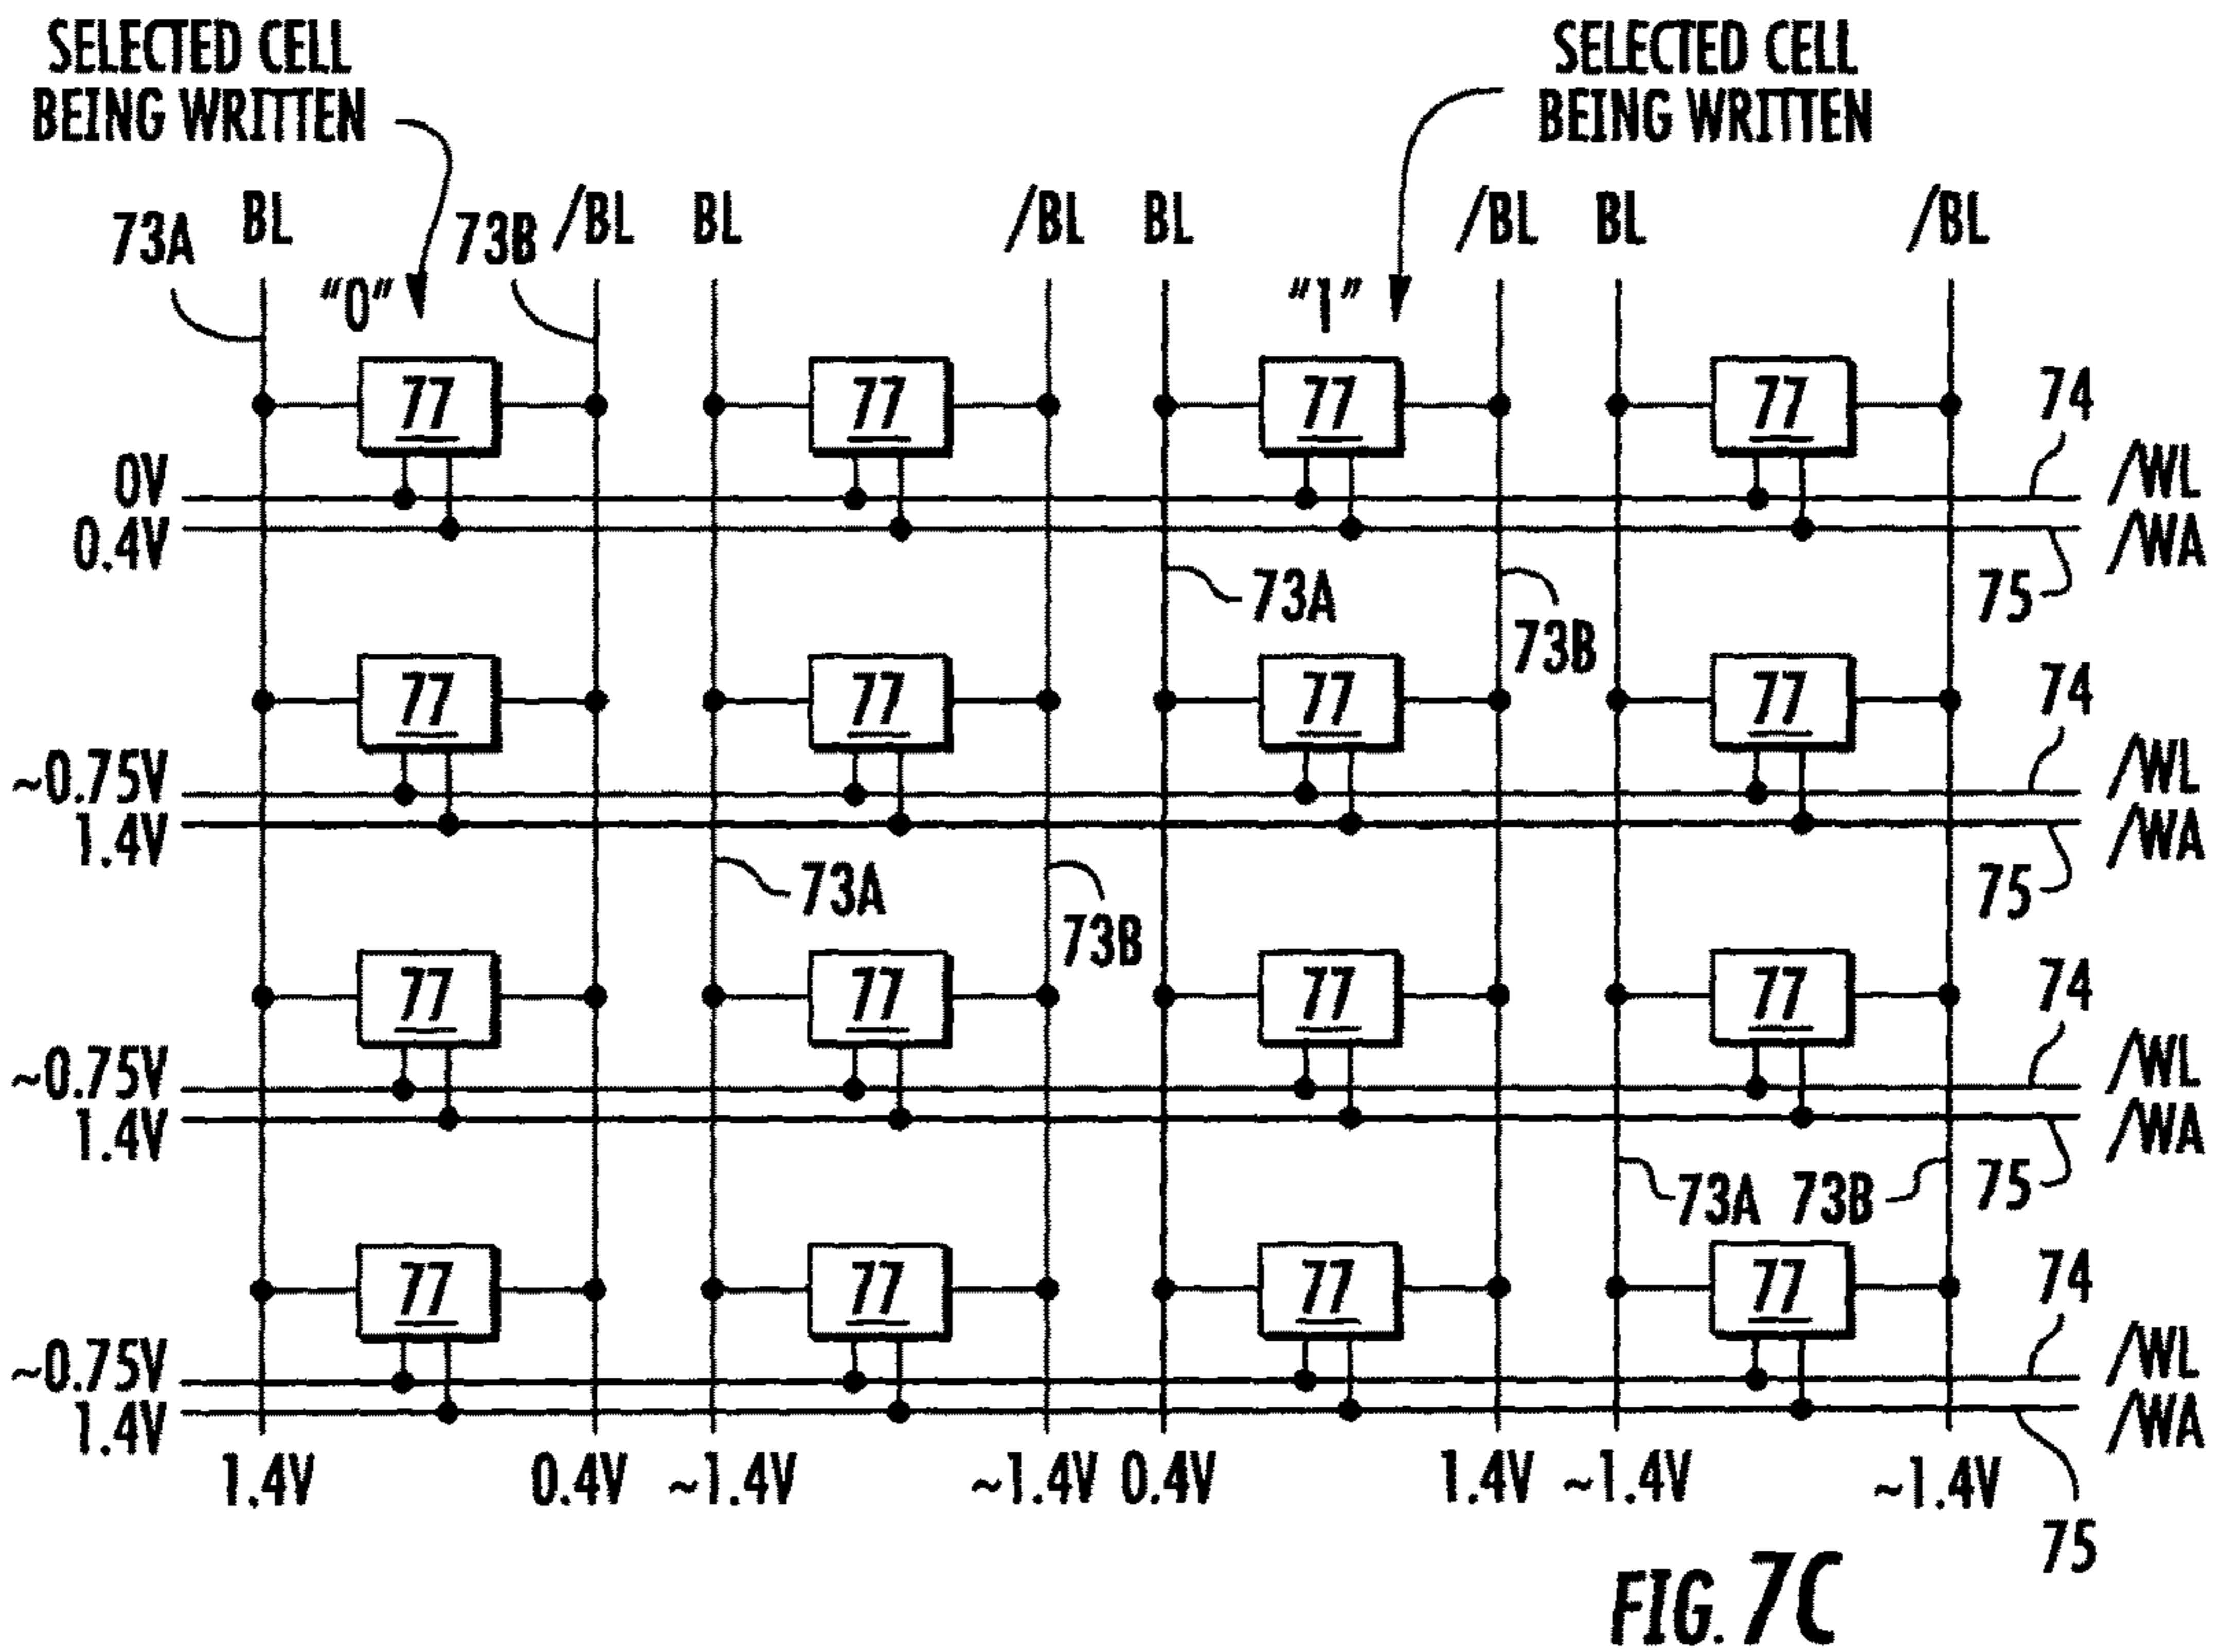 SELECTED CELL
BEING WRITTEN
SELECTED CELL
BEING WRITTEN
73A BL 73B /BL BL /BL BL /BL BL /BL
"0" "1"
77 77 77 77 74
0V /WL
0.4V /WA
73A 73B 75
77 77 77 77 74
~0.75V /WL
1.4V /WA
73A 73B 75
77 77 77 77 74
~0.75V /WL
1.4V /WA
73A 73B 75
77 77 77 77 74
~0.75V /WL
1.4V /WA
1.4V 0.4V ~1.4V ~1.4V 0.4V 1.4V ~1.4V ~1.4V
75
FIG. 7C